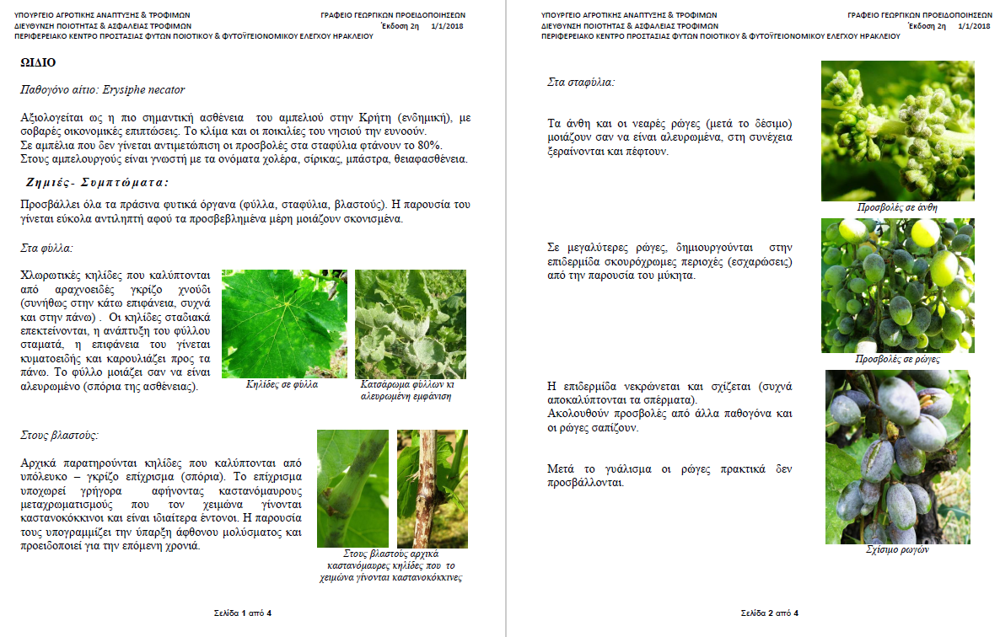 ΥΠΟΥΡΓΕΙΟ ΑΓΡΟΤΙΚΗΣ ΑΝΑΠΤΥΞΗΣ & ΤΡΟΦΙΜΩΝ ΓΡΑΦΕΙΟ ΓΕΩΡΓΙΚΩΝ ΠΡΟΕΙΔΟΠΟΙΗΣΕΩΝ
ΔΙΕΥΘΥΝΣΗ ΠΟΙΟΤΗΤΑΣ & ΑΣΦΑΛΕΙΑΣ ΤΡΟΦΙΜΩΝ Έκδοση 2η 1/1/2018
ΠΕΡΙΦΕΡΕΙΑΚΟ ΚΕΝΤΡΟ ΠΡΟΣΤΑΣΙΑΣ ΦΥΤΩΝ ΠΟΙΟΤΙΚΟΥ & ΦΥΤΟΫΓΕΙΟΝΟΜΙΚΟΥ ΕΛΕΓΧΟΥ ΗΡΑΚΛΕΙΟΥ
ΩΙΔΙΟ
Παθογόνο αίτιο: Erysiphe necator
Αξιολογείται ως η πιο σημαντική ασθένεια του αμπελιού στην Κρήτη (ενδημική), με
σοβαρές οικονομικές επιπτώσεις. Το κλίμα και οι ποικιλίες του νησιού την ευνοούν.
Σε αμπέλια που δεν γίνεται αντιμετώπιση οι προσβολές στα σταφύλια φτάνουν το 80%.
Στους αμπελουργούς είναι γνωστή με τα ονόματα χολέρα, σίρικας, μπάστρα, θειαφασθένεια.
Ζημιές- Συμπτώματα:
Προσβάλλει όλα τα πράσινα φυτικά όργανα (φύλλα, σταφύλια, βλαστούς). Η παρουσία του
γίνεται εύκολα αντιληπτή αφού τα προσβεβλημένα μέρη μοιάζουν σκονισμένα.
Στα φύλλα:
Χλωρωτικές κηλίδες που καλύπτονται
από αραχνοειδές γκρίζο χνούδι
(συνήθως στην κάτω επιφάνεια, συχνά
και στην πάνω) . Οι κηλίδες σταδιακά
επεκτείνονται, η ανάπτυξη του φύλλου
σταματά, η επιφάνεια του γίνεται
κυματοειδής και καρουλιάζει προς τα
πάνω. Το φύλλο μοιάζει σαν να είναι
αλευρωμένο (σπόρια της ασθένειας).
Κηλίδες σε φύλλα
Κατσάρωμα φύλλων κι
αλευρωμένη εμφάνιση
Στους βλαστούς:
Αρχικά παρατηρούνται κηλίδες που καλύπτονται από
υπόλευκο – γκρίζο επίχρισμα (σπόρια). Το επίχρισμα
υποχωρεί γρήγορα αφήνοντας καστανόμαυρους
μεταχρωματισμούς που τον χειμώνα γίνονται
καστανοκόκκινοι και είναι ιδιαίτερα έντονοι. Η παρουσία
τους υπογραμμίζει την ύπαρξη άφθονου μολύσματος και
προειδοποιεί για την επόμενη χρονιά.
Στους βλαστούς αρχικά
καστανόμαυρες κηλίδες που το
χειμώνα γίνονται καστανοκόκκινες
Σελίδα 1 από 4
ΥΠΟΥΡΓΕΙΟ ΑΓΡΟΤΙΚΗΣ ΑΝΑΠΤΥΞΗΣ & ΤΡΟΦΙΜΩΝ ΓΡΑΦΕΙΟ ΓΕΩΡΓΙΚΩΝ ΠΡΟΕΙΔΟΠΟΙΗΣΕΩΝ
ΔΙΕΥΘΥΝΣΗ ΠΟΙΟΤΗΤΑΣ & ΑΣΦΑΛΕΙΑΣ ΤΡΟΦΙΜΩΝ Έκδοση 2η 1/1/2018
ΠΕΡΙΦΕΡΕΙΑΚΟ ΚΕΝΤΡΟ ΠΡΟΣΤΑΣΙΑΣ ΦΥΤΩΝ ΠΟΙΟΤΙΚΟΥ & ΦΥΤΟΫΓΕΙΟΝΟΜΙΚΟΥ ΕΛΕΓΧΟΥ ΗΡΑΚΛΕΙΟΥ
Στα σταφύλια:
Τα άνθη και οι νεαρές ρώγες (μετά το δέσιμο)
μοιάζουν σαν να είναι αλευρωμένα, στη συνέχεια
ξεραίνονται και πέφτουν.
Προσβολές σε άνθη
Σε μεγαλύτερες ρώγες, δημιουργούνται στην
επιδερμίδα σκουρόχρωμες περιοχές (εσχαρώσεις)
από την παρουσία του μύκητα.
Προσβολές σε ρώγες
Η επιδερμίδα νεκρώνεται και σχίζεται (συχνά
αποκαλύπτονται τα σπέρματα).
Ακολουθούν προσβολές από άλλα παθογόνα και
οι ρώγες σαπίζουν.
Μετά το γυάλισμα οι ρώγες πρακτικά δεν
προσβάλλονται.
Σχίσιμο ρωγών
Σελίδα 2 από 4